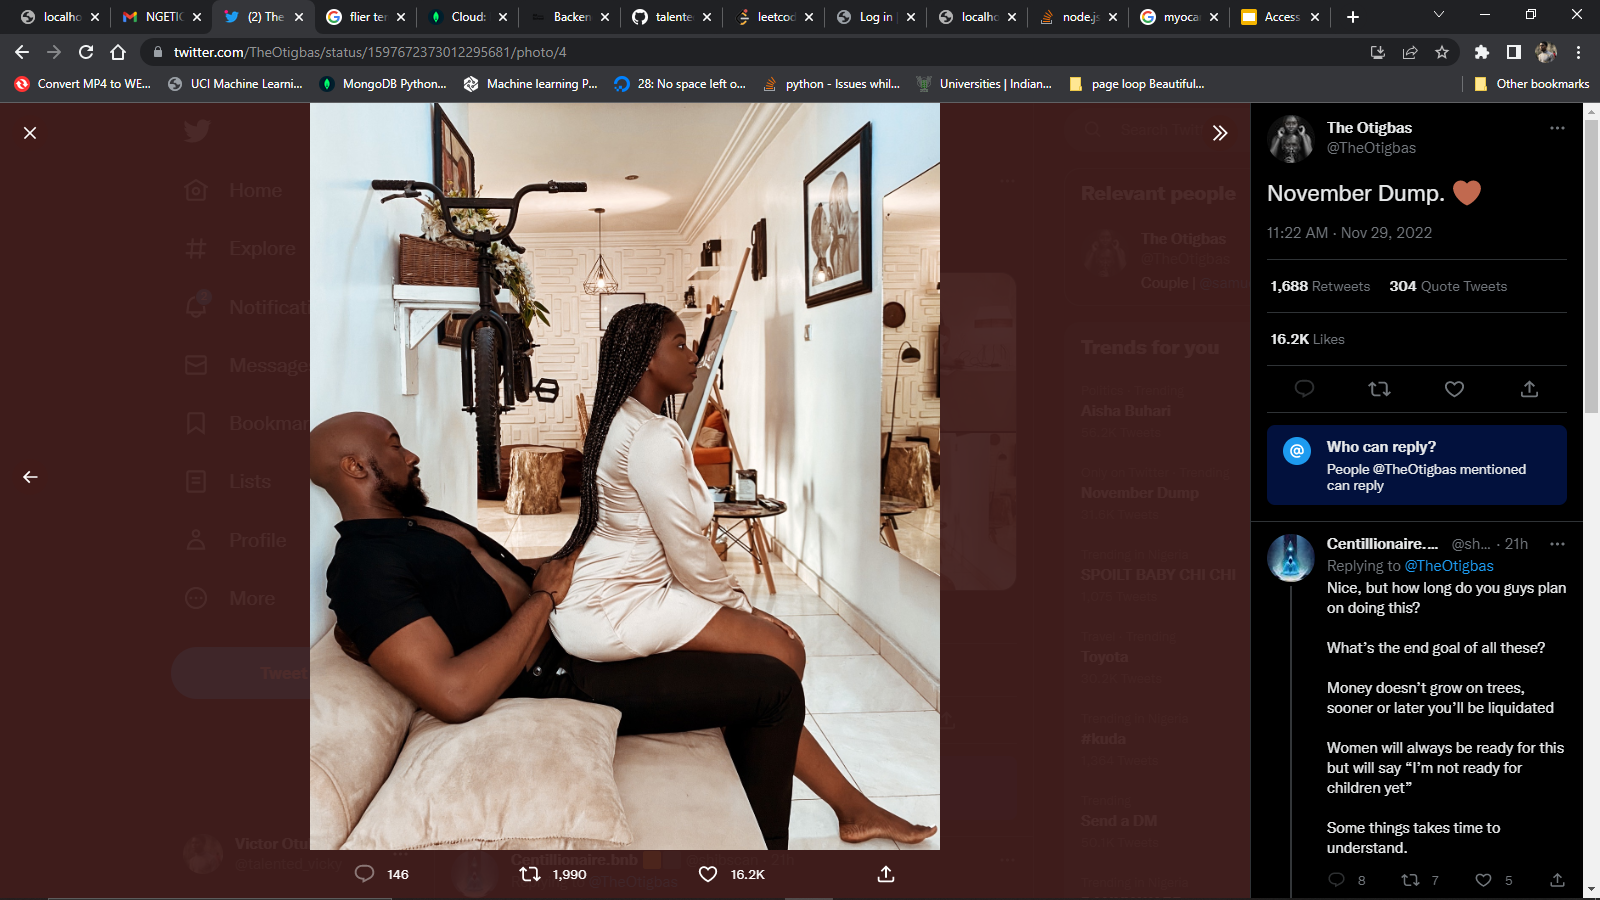 localho
NGETIC
(2) The
flier ter
Cloud:
Backen
talente
leetcod
Log in
localho
node.js
myocar
Access
twitter.com/TheOtigbas/status/1597672373012295681/photo/4
Convert MP4 to WE...
UCI Machine Learni...
MongoDB Python...
Machine learning P...
28: No space left o...
python - Issues whil...
Universities | Indian...
page loop Beautiful...
Other bookmarks
Home
Explore
Notificati
Message
Bookmar
Lists
Profile
More
Tweet
Victor Otu
@talented_vicky
Relevant people
The Otigbas
@TheOtigbas
Couple | @samu
Trends for you
Aisha Buhari
November Dump
SPOILT BABY CHI CHI
Toyota
#kuda
Send a DM
Centillionaire.bnb
146
1,990
16.2K
The Otigbas
@TheOtigbas
November Dump.
11:22 AM · Nov 29, 2022
1,688 Retweets 304 Quote Tweets
16.2K Likes
Who can reply?
People @TheOtigbas mentioned
can reply
Centillionaire.... @sh... · 21h
Replying to @TheOtigbas
Nice, but how long do you guys plan
on doing this?
What's the end goal of all these?
Money doesn't grow on trees,
sooner or later you'll be liquidated
Women will always be ready for this
but will say “I'm not ready for
children yet”
Some things takes time to
understand.
8
7
5